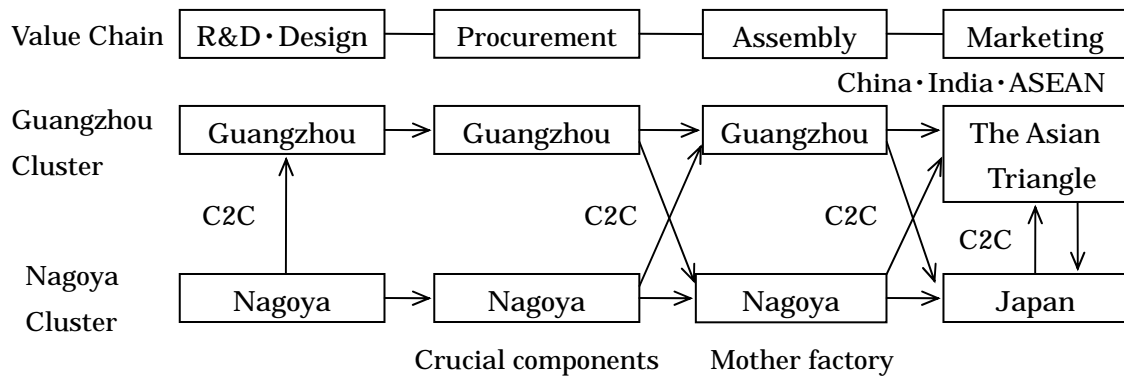 Value Chain R&D·Design Procurement Assembly Marketing
China·India·ASEAN
Guangzhou
Cluster
Guangzhou Guangzhou Guangzhou The Asian
Triangle
C2C C2C C2C C2C
Nagoya
Cluster
Nagoya Nagoya Nagoya Japan
Crucial components Mother factory